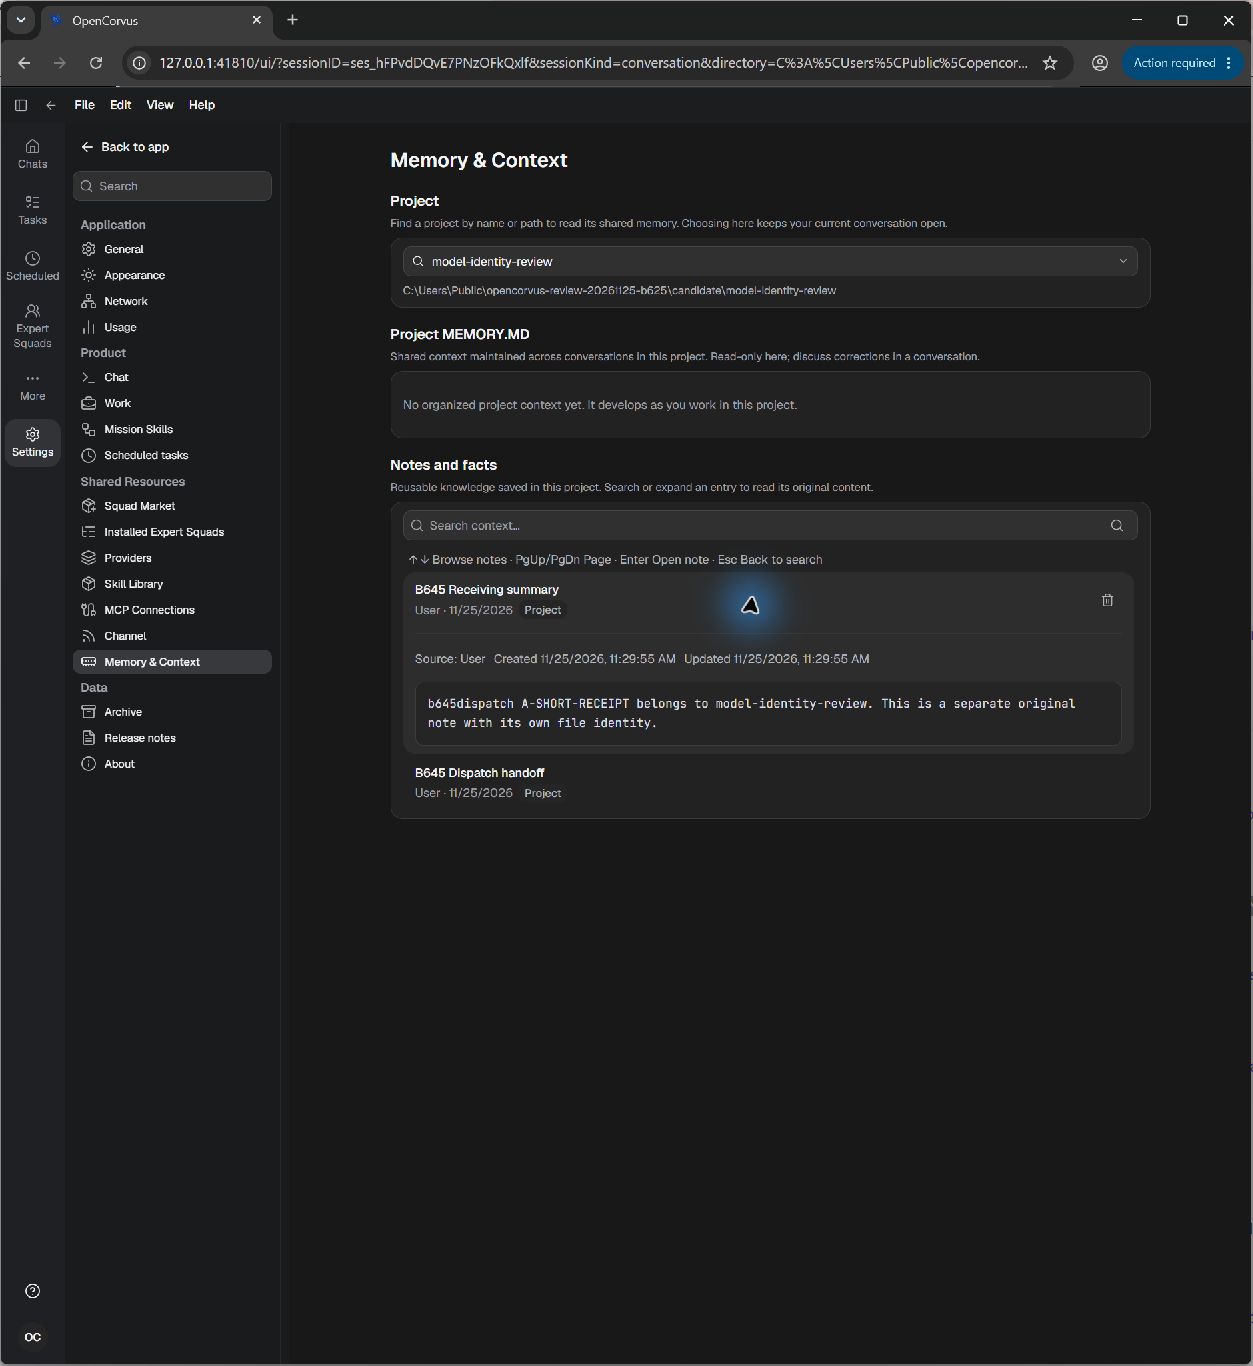 OpenCorvus
127.0.0.1:41810/ui/?sessionID=ses_hFPvdDQvE7PNzOFkQxlf&sessionKind=conversation&directory=C%3A%5CUsers%5CPublic%5Copencor...
Action required
File Edit View Help
Chats
Tasks
Scheduled
Expert
Squads
More
Settings
OC
Back to app
Search
Application
General
Appearance
Network
Usage
Product
Chat
Work
Mission Skills
Scheduled tasks
Shared Resources
Squad Market
Installed Expert Squads
Providers
Skill Library
MCP Connections
Channel
Memory & Context
Data
Archive
Release notes
About
Memory & Context
Project
Find a project by name or path to read its shared memory. Choosing here keeps your current conversation open.
model-identity-review
C:\Users\Public\opencorvus-review-20261125-b625\candidate\model-identity-review
Project MEMORY.MD
Shared context maintained across conversations in this project. Read-only here; discuss corrections in a conversation.
No organized project context yet. It develops as you work in this project.
Notes and facts
Reusable knowledge saved in this project. Search or expand an entry to read its original content.
Search context...
↑↓ Browse notes · PgUp/PgDn Page · Enter Open note · Esc Back to search
B645 Receiving summary
User · 11/25/2026 Project
Source: User Created 11/25/2026, 11:29:55 AM Updated 11/25/2026, 11:29:55 AM
b645dispatch A-SHORT-RECEIPT belongs to model-identity-review. This is a separate original
note with its own file identity.
B645 Dispatch handoff
User · 11/25/2026 Project